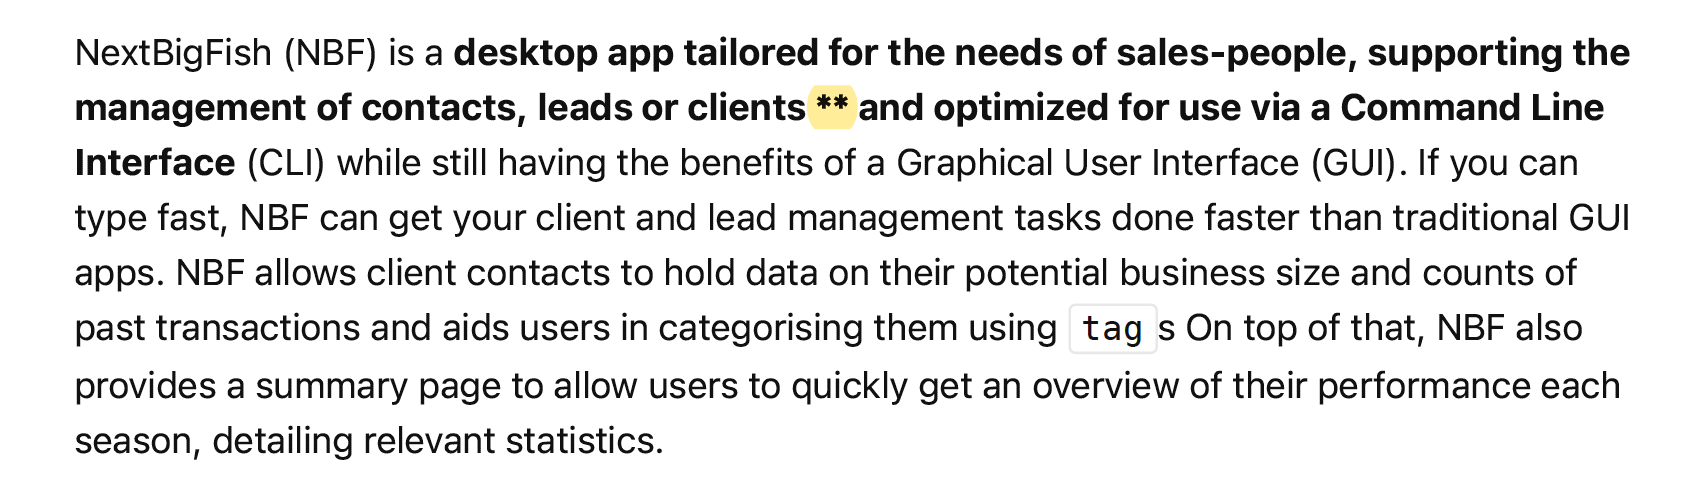 NextBigFish (NBF) is a desktop app tailored for the needs of sales-people, supporting the
management of contacts, leads or clients**and optimized for use via a Command Line
Interface (CLI) while still having the benefits of a Graphical User Interface (GUI). If you can
type fast, NBF can get your client and lead management tasks done faster than traditional GUI
apps. NBF allows client contacts to hold data on their potential business size and counts of
past transactions and aids users in categorising them using tag s On top of that, NBF also
provides a summary page to allow users to quickly get an overview of their performance each
season, detailing relevant statistics.